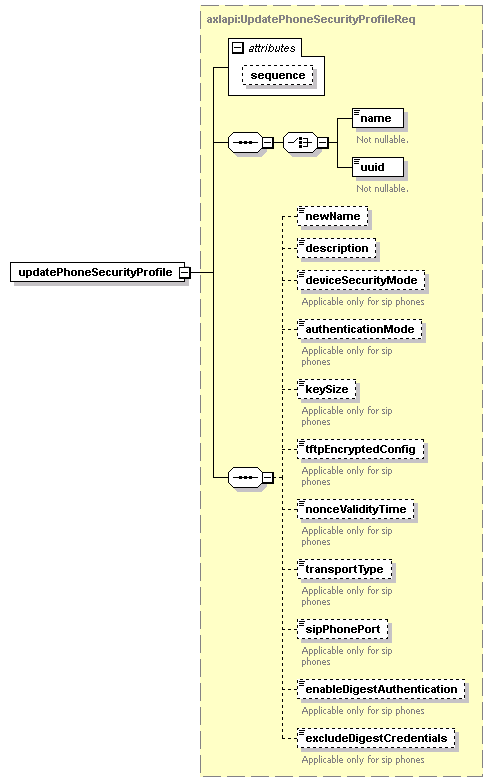 axlapi:UpdatePhoneSecurityProfileReq
attributes
sequence
name
Not nullable.
uuid
Not nullable.
newName
description
updatePhoneSecurityProfile
deviceSecurityMode
Applicable only for sip phones
authenticationMode
Applicable only for sip
phones
keySize
Applicable only for sip
phones
tftpEncryptedConfig
Applicable only for sip
phones
nonceValidityTime
Applicable only for sip
phones
transportType
Applicable only for sip
phones
sipPhonePort
Applicable only for sip
phones
enableDigestAuthentication
Applicable only for sip phones
excludeDigestCredentials
Applicable only for sip phones